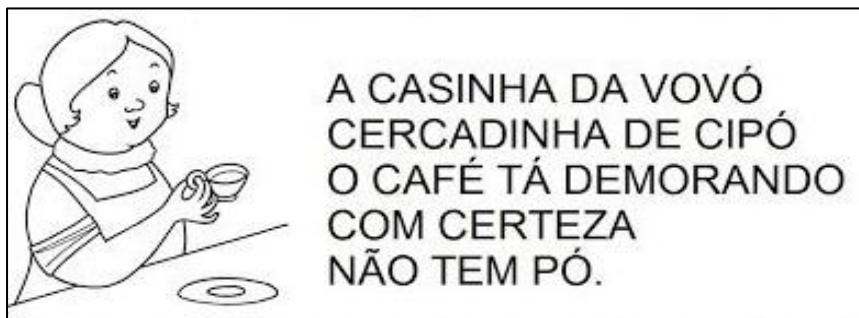 A CASINHA DA VOVÓ
CERCADINHA DE CIPÓ
O CAFÉ TÁ DEMORANDO
COM CERTEZA
NÃO TEM PÓ.